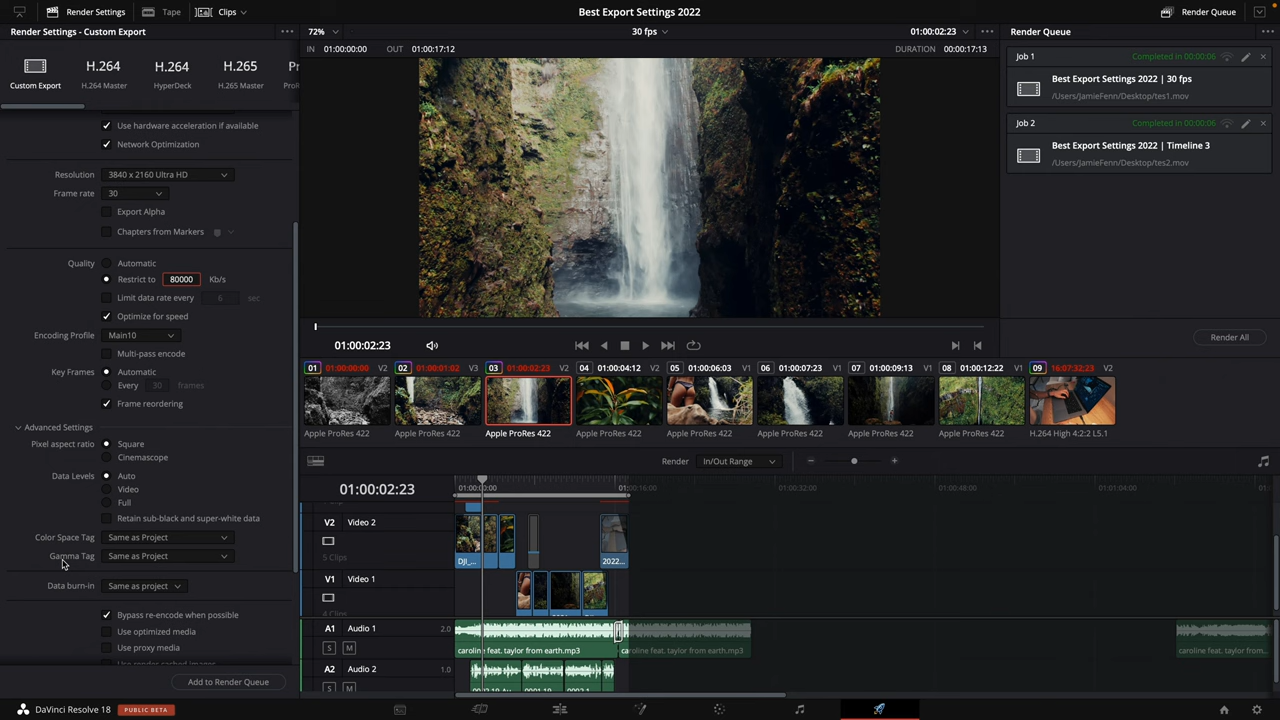 Render Settings Tape Clips Best Export Settings 2022 Render Queue
Render Settings - Custom Export 72% 30 fps 01:00:02:23 Render Queue
IN 01:00:00:00 OUT 01:00:17:12 DURATION 00:00:17:13
H.264 H.264 H.265 Pr
Custom Export H.264 Master HyperDeck H.265 Master ProR
Job 1 Completed in 00:00:06
Best Export Settings 2022 | 30 fps
/Users/JamieFenn/Desktop/tes1.mov
Job 2 Completed in 00:00:06
Best Export Settings 2022 | Timeline 3
/Users/JamieFenn/Desktop/tes2.mov
Render All
Use hardware acceleration if available
Network Optimization
Resolution 3840 x 2160 Ultra HD
Frame rate 30
Export Alpha
Chapters from Markers
Quality Automatic
Restrict to 80000 Kb/s
Limit data rate every 6 sec
Optimize for speed
Encoding Profile Main10
Multi-pass encode
Key Frames Automatic
Every 30 frames
Frame reordering
Advanced Settings
Pixel aspect ratio Square
Cinemascope
Data Levels Auto
Video
Full
Retain sub-black and super-white data
Color Space Tag Same as Project
Gamma Tag Same as Project
Data burn-in Same as project
Bypass re-encode when possible
Use optimized media
Use proxy media
Use render cached images
Add to Render Queue
01:00:02:23
01 01:00:00:00 V2 02 01:00:01:02 V3 03 01:00:02:23 V2 04 01:00:04:12 V2 05 01:00:06:03 V1 06 01:00:07:23 V1 07 01:00:09:13 V1 08 01:00:12:22 V1 09 16:07:32:23 V2
Apple ProRes 422 Apple ProRes 422 Apple ProRes 422 Apple ProRes 422 Apple ProRes 422 Apple ProRes 422 Apple ProRes 422 Apple ProRes 422 H.264 High 4:2:2 L5.1
Render In/Out Range
01:00:02:23 01:00:00:00 01:00:16:00 01:00:32:00 01:00:48:00 01:01:04:00 01:
V2 Video 2
5 Clips DJI_... 2022...
V1 Video 1
4 Clips
A1 Audio 1 2.0
S M caroline feat. taylor from earth.mp3 ca caroline feat. taylor from earth.mp3 caroline feat. taylor from...
A2 Audio 2 1.0
S M
DaVinci Resolve 18 PUBLIC BETA